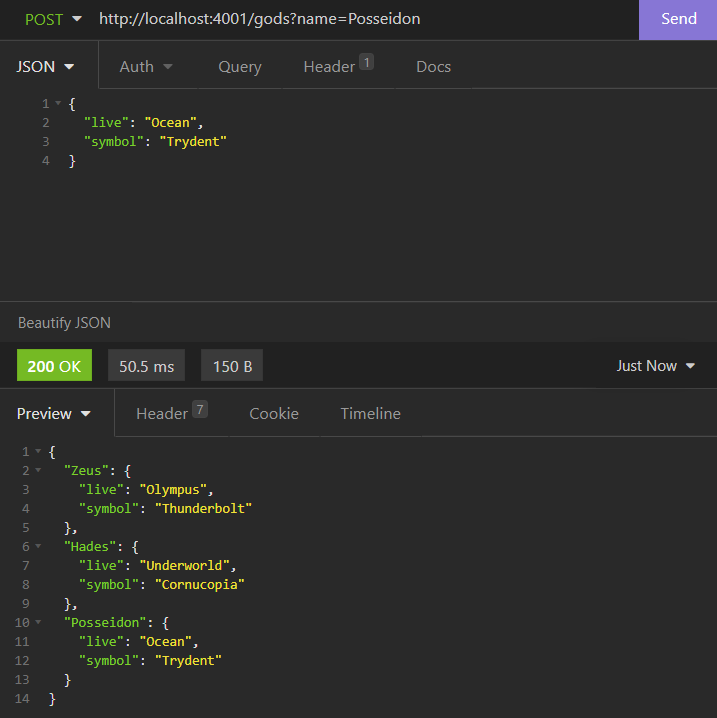 POST http://localhost:4001/gods?name=Posseidon Send
JSON Auth Query Header 1 Docs
1 {
2 "live": "Ocean",
3 "symbol": "Trydent"
4 }
Beautify JSON
200 OK 50.5 ms 150 B Just Now
Preview Header 7 Cookie Timeline
1 {
2 "Zeus": {
3 "live": "Olympus",
4 "symbol": "Thunderbolt"
5 },
6 "Hades": {
7 "live": "Underworld",
8 "symbol": "Cornucopia"
9 },
10 "Posseidon": {
11 "live": "Ocean",
12 "symbol": "Trydent"
13 }
14 }